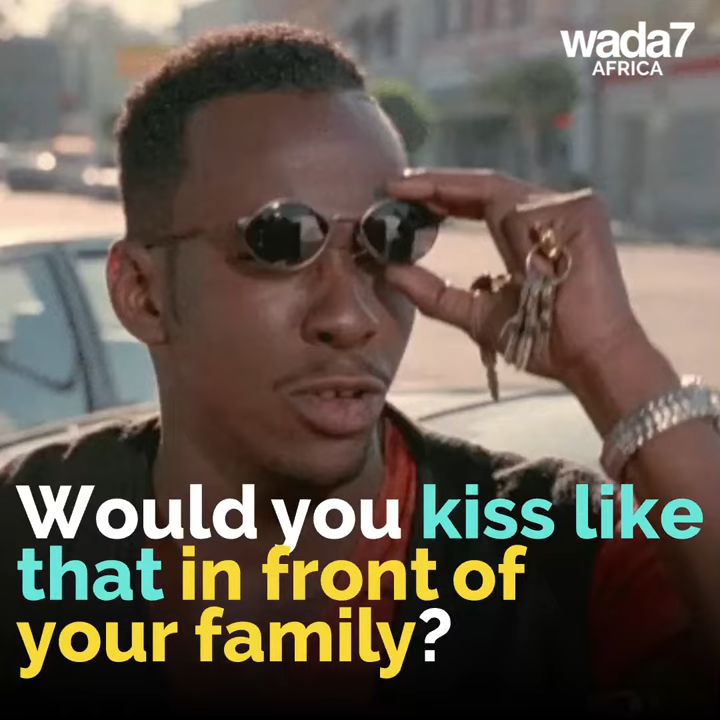 wada7
AFRICA
Would you kiss like
that in front of
your family?